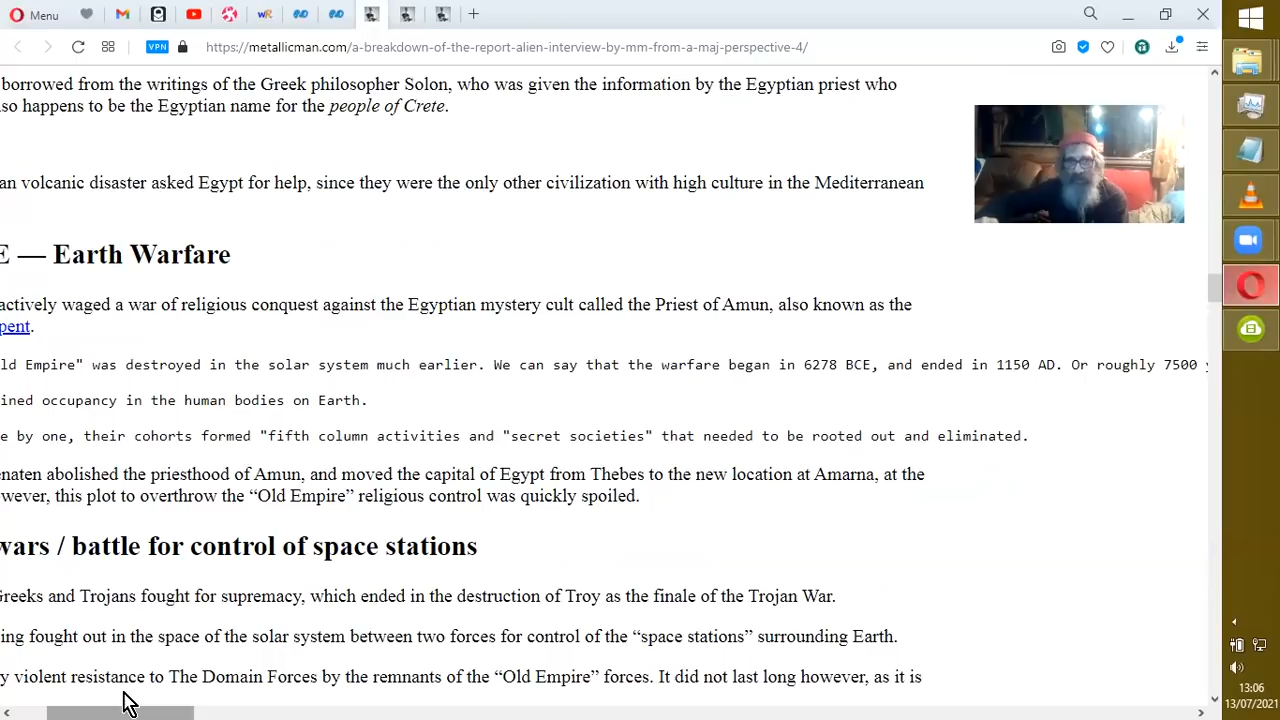 Menu
VPN
https://metallicman.com/a-breakdown-of-the-report-alien-interview-by-mm-from-a-maj-perspective-4/
borrowed from the writings of the Greek philosopher Solon, who was given the information by the Egyptian priest who
so happens to be the Egyptian name for the people of Crete.
an volcanic disaster asked Egypt for help, since they were the only other civilization with high culture in the Mediterranean
E — Earth Warfare
actively waged a war of religious conquest against the Egyptian mystery cult called the Priest of Amun, also known as the
pent.
ld Empire" was destroyed in the solar system much earlier. We can say that the warfare began in 6278 BCE, and ended in 1150 AD. Or roughly 7500 y
ined occupancy in the human bodies on Earth.
e by one, their cohorts formed "fifth column activities and "secret societies" that needed to be rooted out and eliminated.
enaten abolished the priesthood of Amun, and moved the capital of Egypt from Thebes to the new location at Amarna, at the
owever, this plot to overthrow the “Old Empire” religious control was quickly spoiled.
wars / battle for control of space stations
Greeks and Trojans fought for supremacy, which ended in the destruction of Troy as the finale of the Trojan War.
ing fought out in the space of the solar system between two forces for control of the “space stations” surrounding Earth.
y violent resistance to The Domain Forces by the remnants of the “Old Empire” forces. It did not last long however, as it is
13:06
13/07/2021